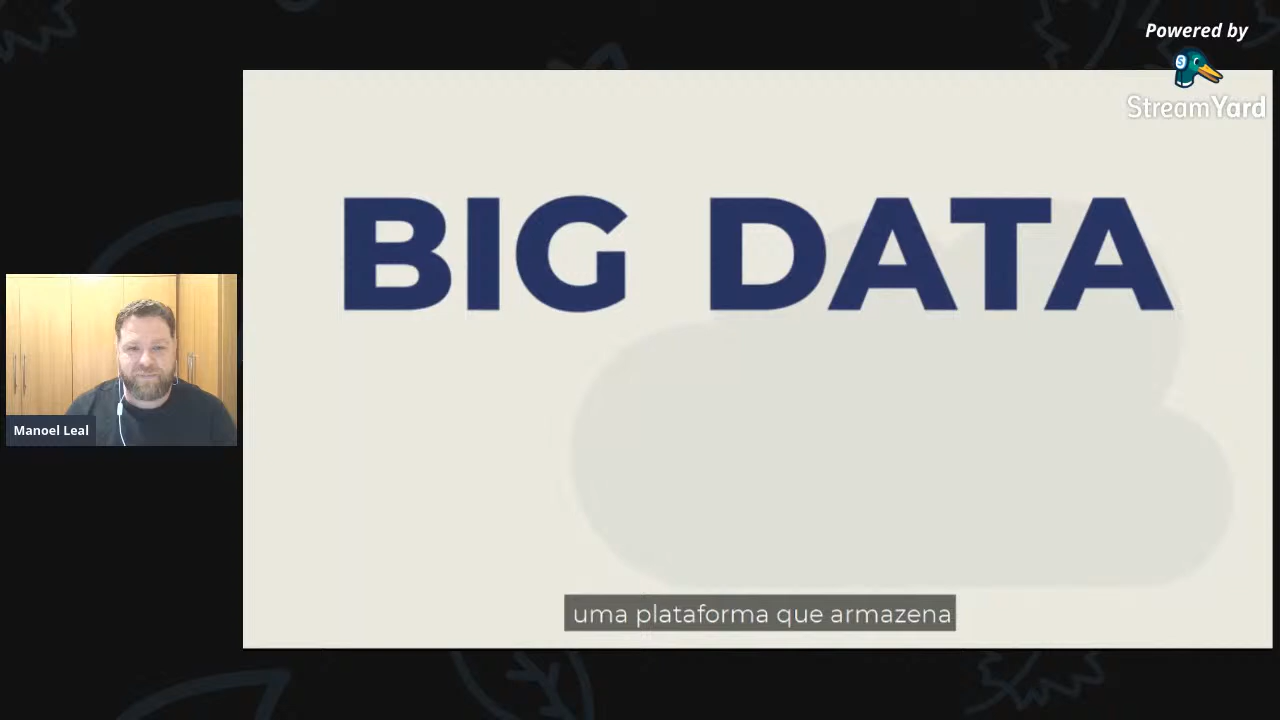 Powered by
StreamYard
BIG DATA
Manoel Leal
uma plataforma que armazena